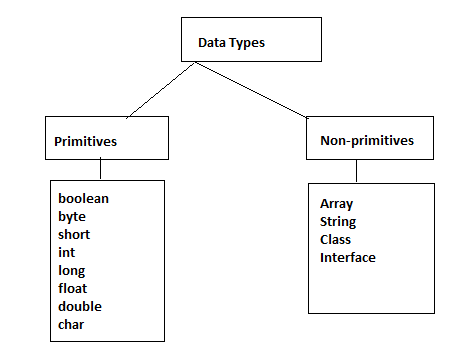 Data Types
Primitives
Non-primitives
boolean
byte
short
int
long
float
double
char
Array
String
Class
Interface